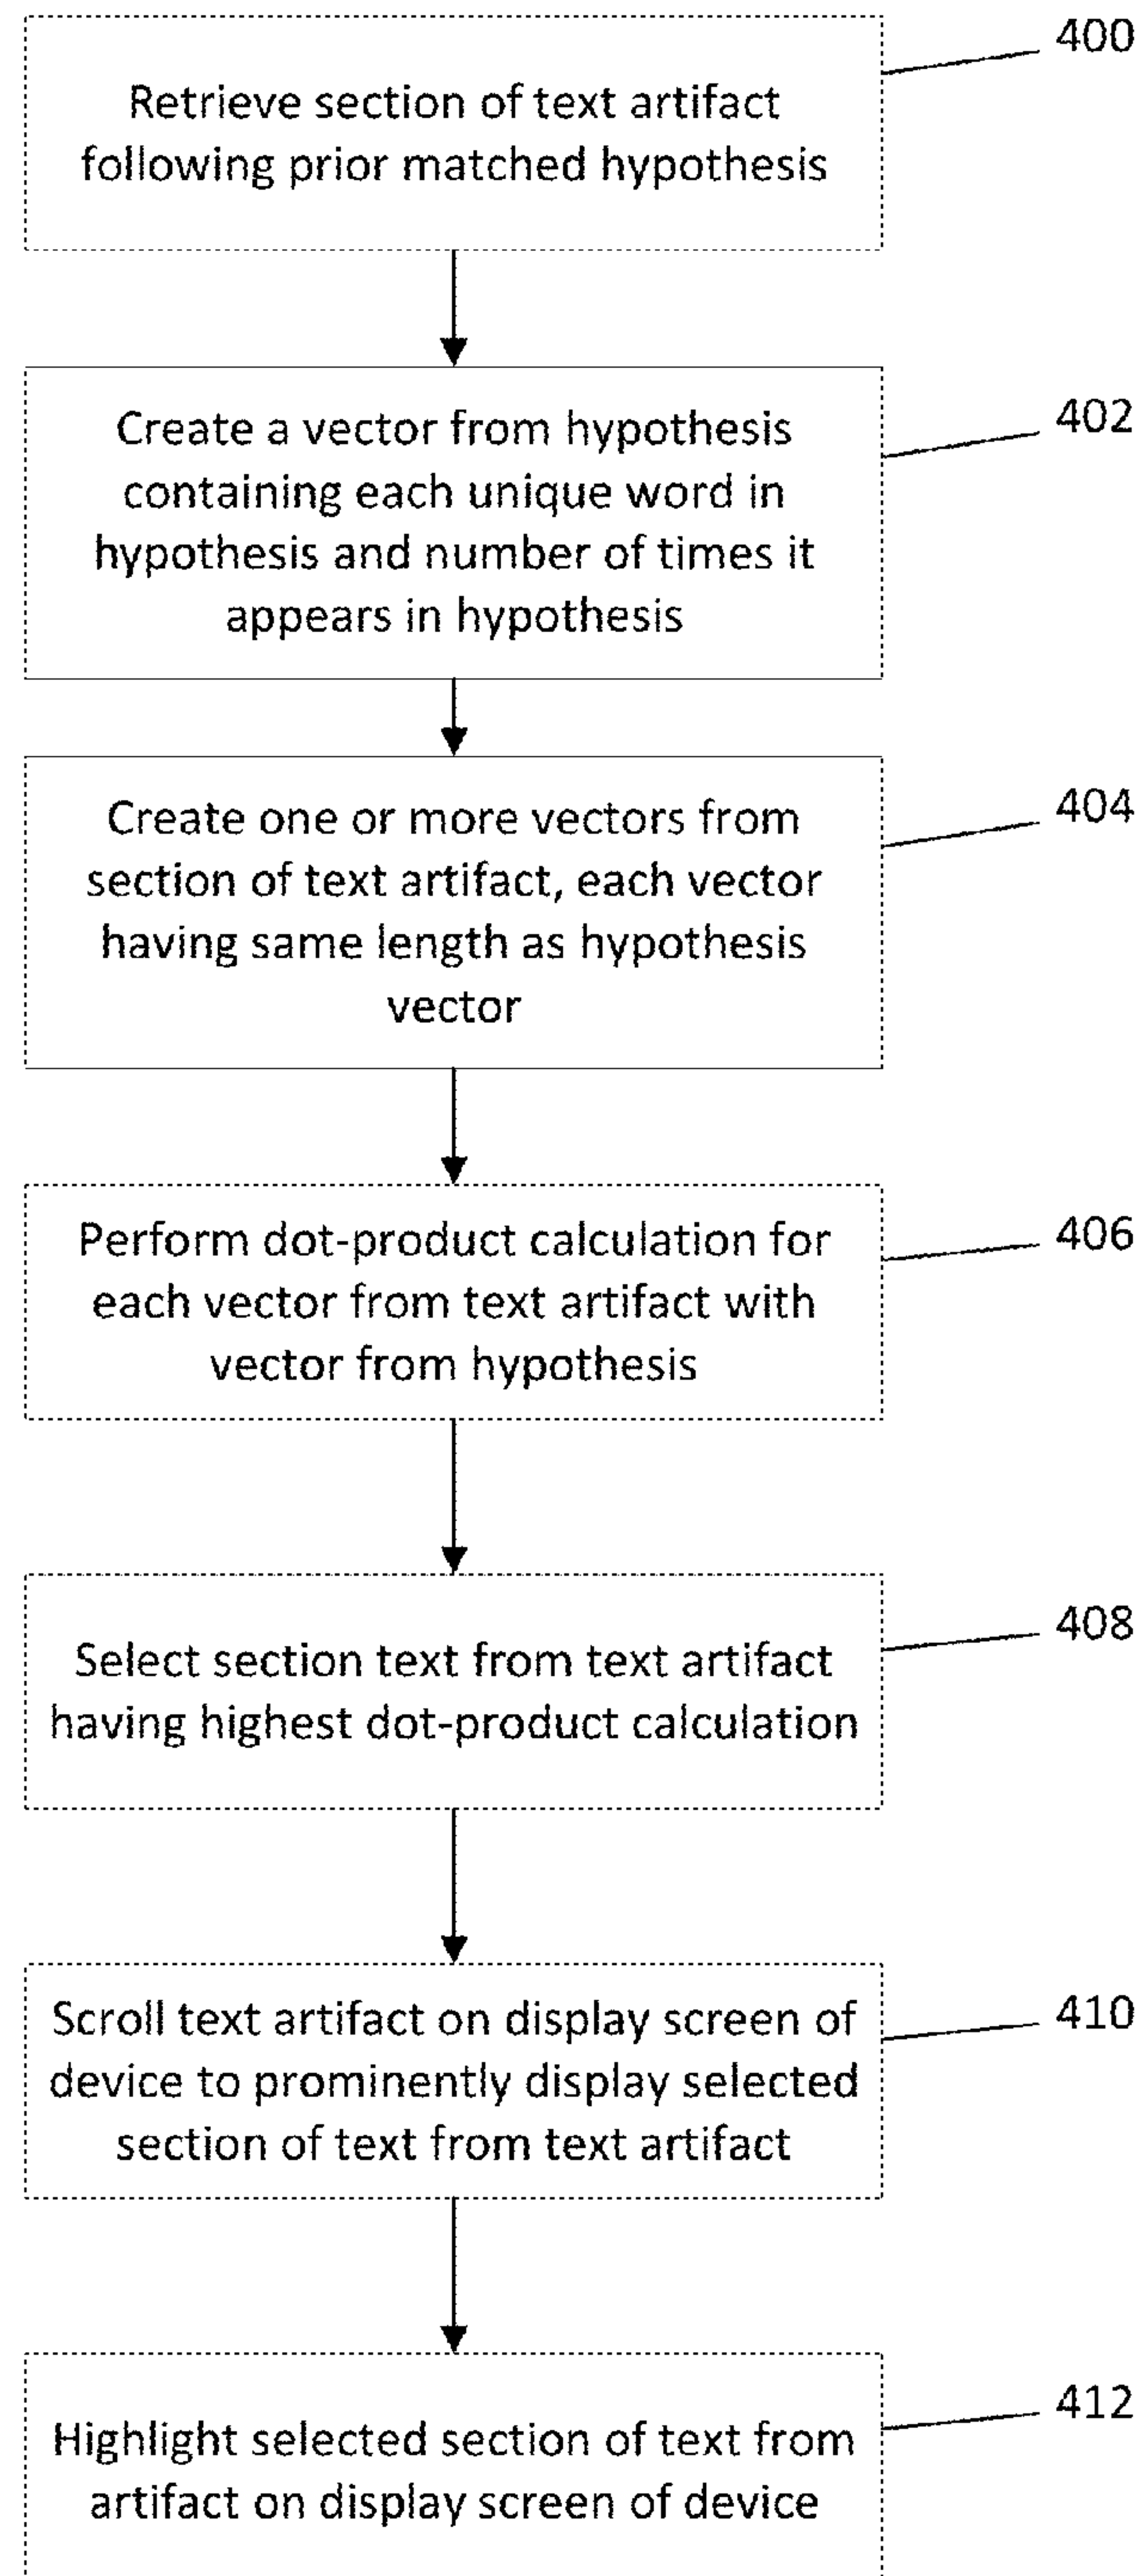 400
Retrieve section of text artifact
following prior matched hypothesis
402
Create a vector from hypothesis
containing each unique word in
hypothesis and number of times it
appears in hypothesis
404
Create one or more vectors from
section of text artifact, each vector
having same length as hypothesis
vector
406
Perform dot-product calculation for
each vector from text artifact with
vector from hypothesis
408
Select section text from text artifact
having highest dot-product calculation
410
Scroll text artifact on display screen of
device to prominently display selected
section of text from text artifact
412
Highlight selected section of text from
artifact on display screen of device